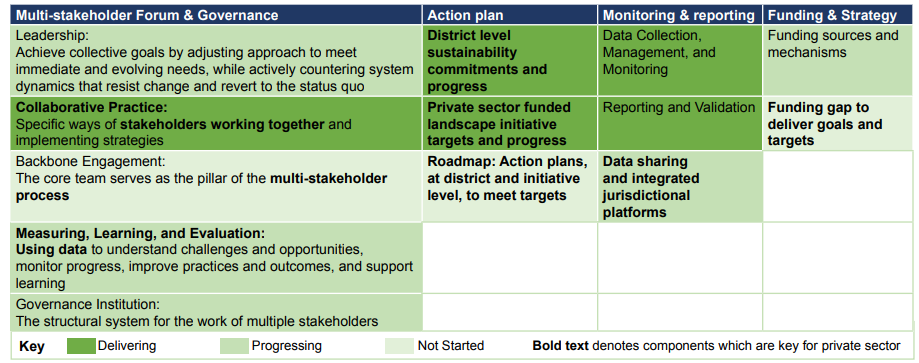 Multi-stakeholder Forum & Governance
Action plan
Monitoring & reporting
Funding & Strategy
Leadership:
Achieve collective goals by adjusting approach to meet
immediate and evolving needs, while actively countering system
dynamics that resist change and revert to the status quo
District level
sustainability
commitments and
progress
Data Collection,
Management, and
Monitoring
Funding sources and
mechanisms
Collaborative Practice:
Specific ways of stakeholders working together and
implementing strategies
Private sector funded
landscape initiative
targets and progress
Reporting and Validation
Funding gap to
deliver goals and
targets
Backbone Engagement:
The core team serves as the pillar of the multi-stakeholder
process
Roadmap: Action plans,
at district and initiative
level, to meet targets
Data sharing
and integrated
jurisdictional
platforms
Measuring, Learning, and Evaluation:
Using data to understand challenges and opportunities,
monitor progress, improve practices and outcomes, and support
learning
Governance Institution:
The structural system for the work of multiple stakeholders
Key
Delivering
Progressing
Not Started
Bold text denotes components which are key for private sector